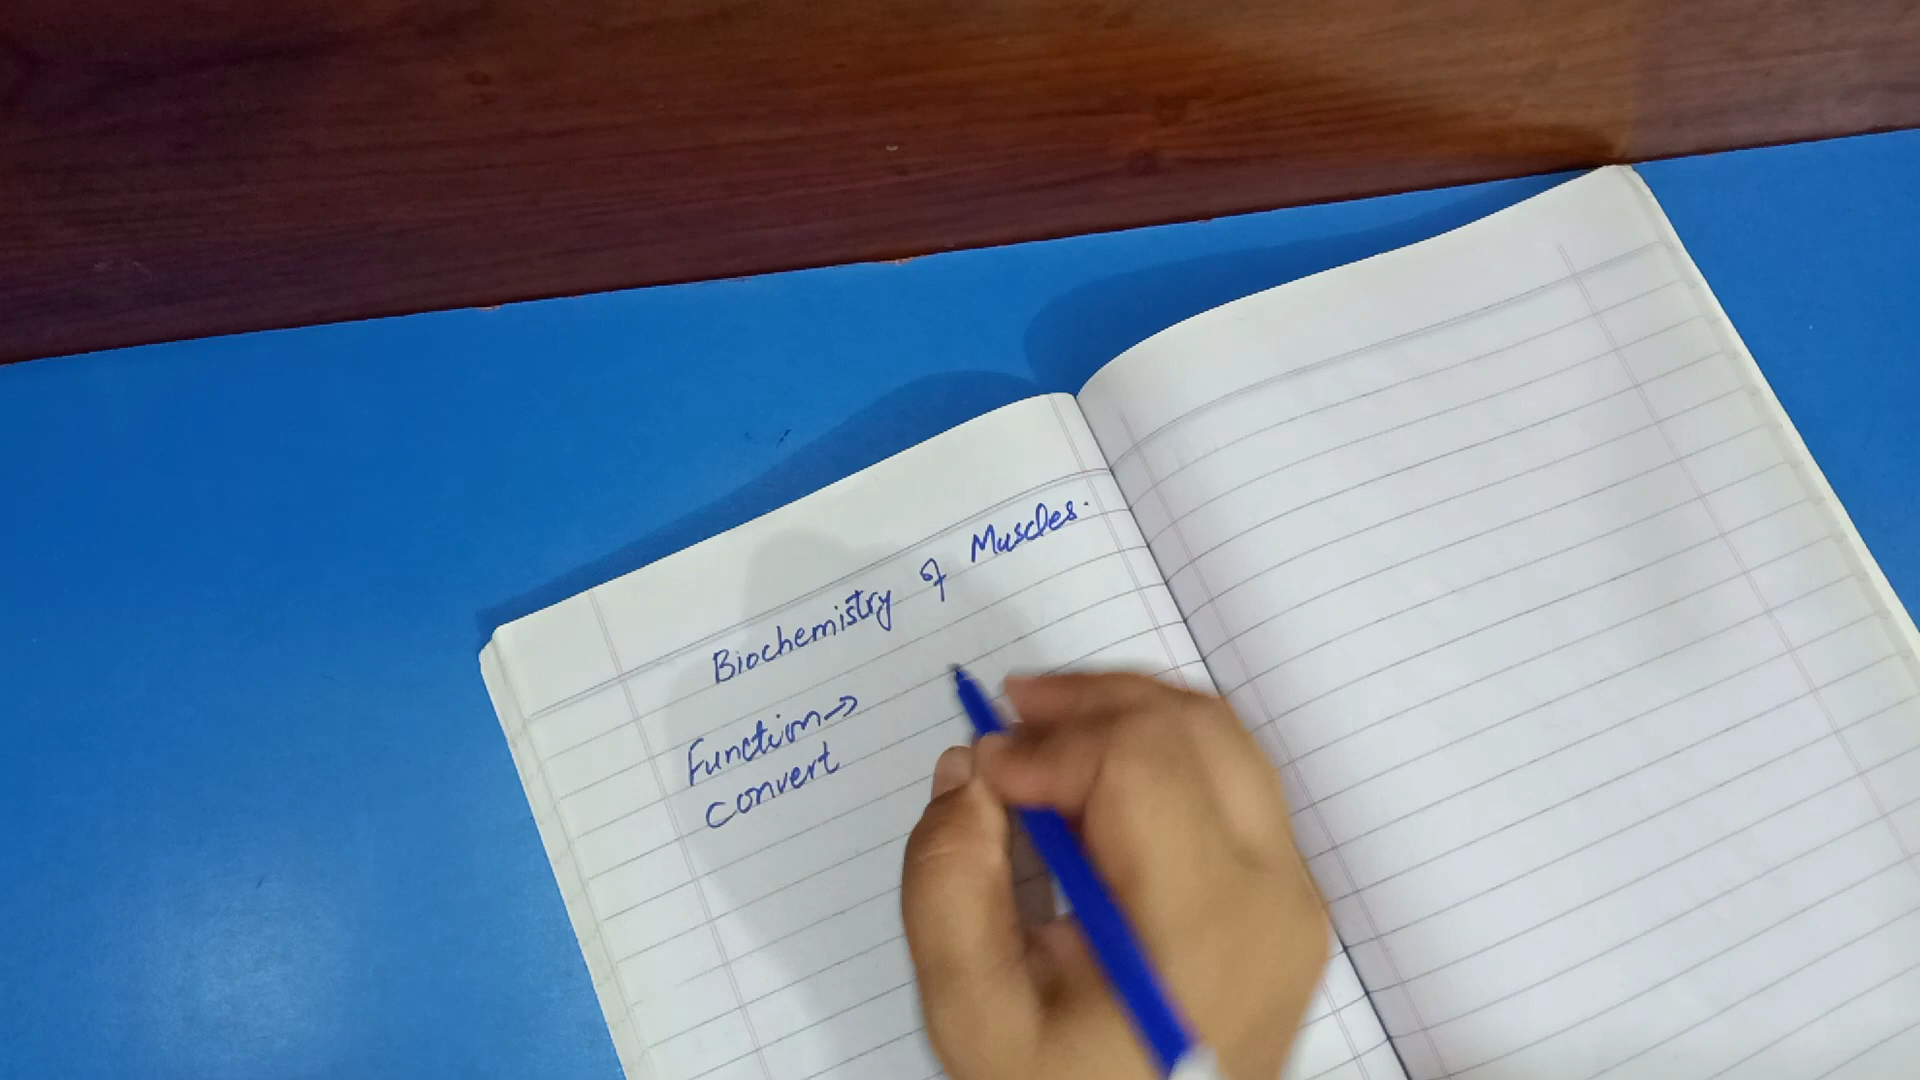 Biochemistry of Muscles.
Function→
convert